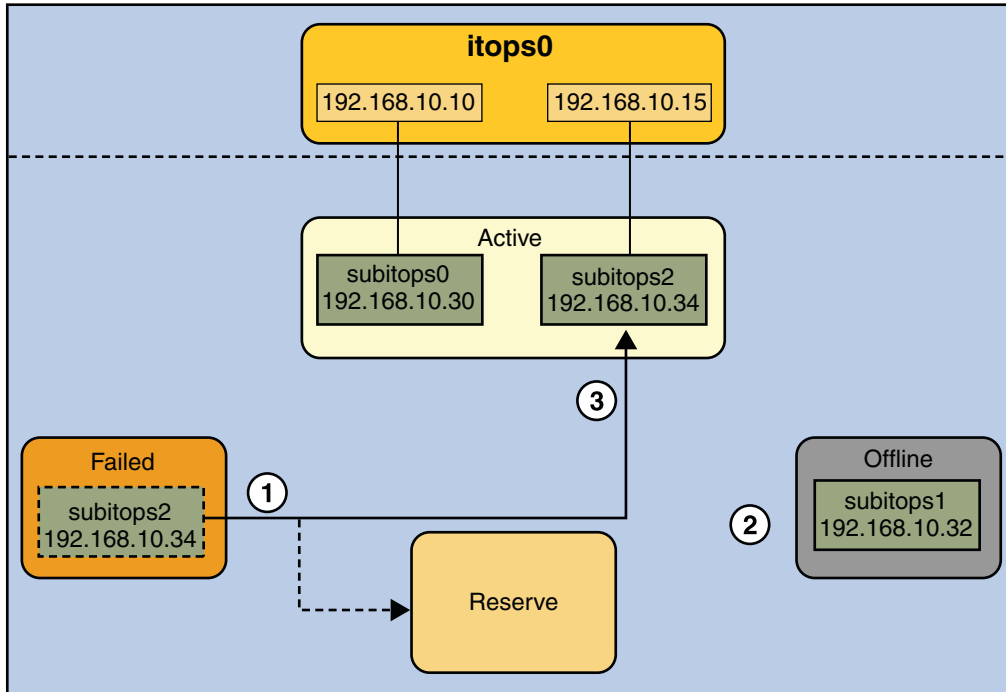 itops0
192.168.10.10
192.168.10.15
Active
subitops0
192.168.10.30
subitops2
192.168.10.34
3
Failed
subitops2
192.168.10.34
1
2
Offline
subitops1
192.168.10.32
Reserve